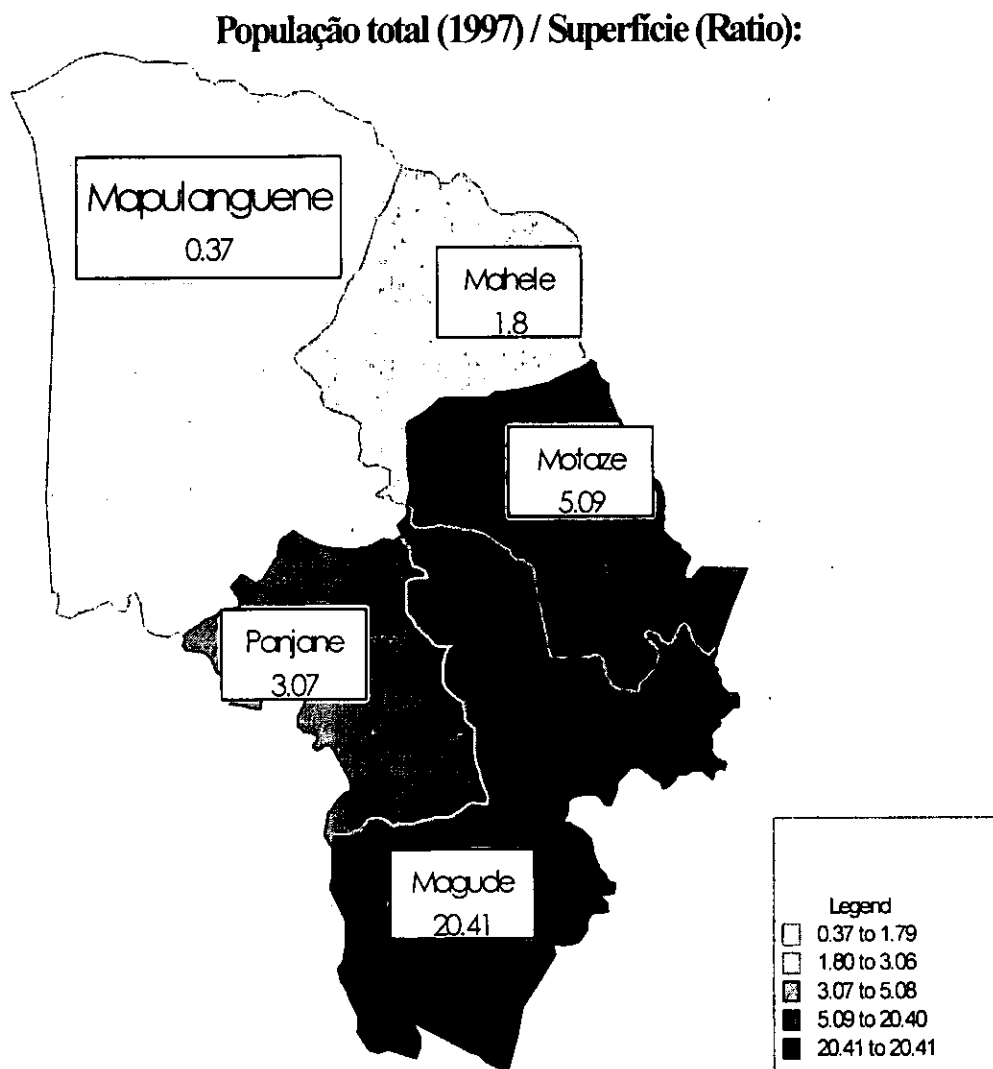 População total (1997) / Superfície (Ratio):
Mapulanguene
0.37
Mahele
1.8
Motaze
5.09
Panjane
3.07
Magude
20.41
Legend
0.37 to 1.79
1.80 to 3.06
3.07 to 5.08
5.09 to 20.40
20.41 to 20.41